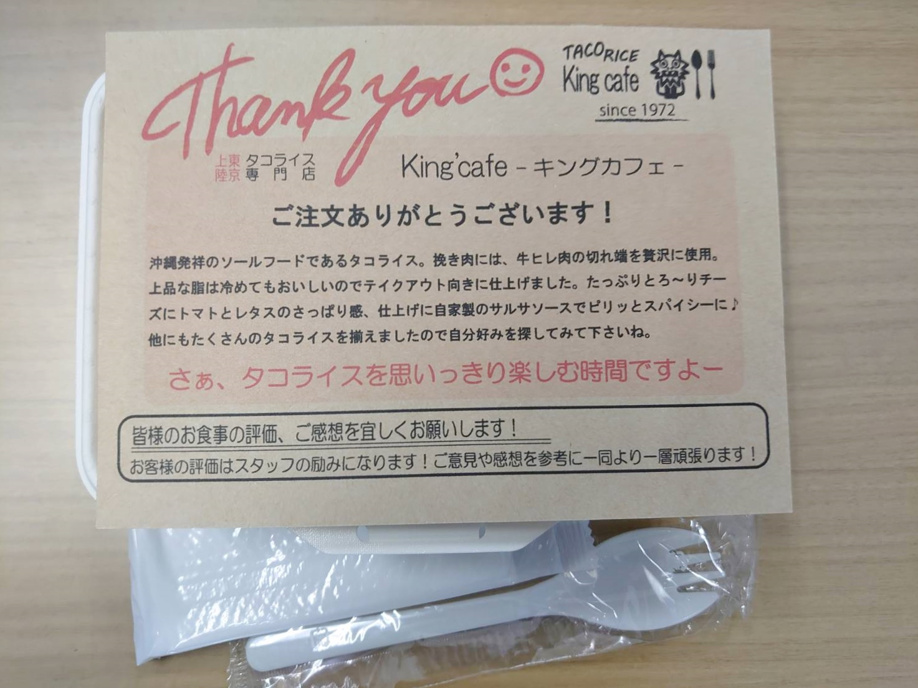 Thank you
TACO RICE
King cafe
since 1972
東京上陸 タコライス専門店
King'cafe -キングカフェ-
ご注文ありがとうございます！
沖縄発祥のソールフードであるタコライス。挽き肉には、牛ヒレ肉の切れ端を贅沢に使用。
上品な脂は冷めてもおいしいのでテイクアウト向きに仕上げました。たっぷりとろ〜りチー
ズにトマトとレタスのさっぱり感、仕上げに自家製のサルサソースでピリッとスパイシーに♪
他にもたくさんのタコライスを揃えましたので自分好みを探してみて下さいね。
さぁ、タコライスを思いっきり楽しむ時間ですよー
皆様のお食事の評価、ご感想を宜しくお願いします！
お客様の評価はスタッフの励みになります！ご意見や感想を参考に一同より一層頑張ります！